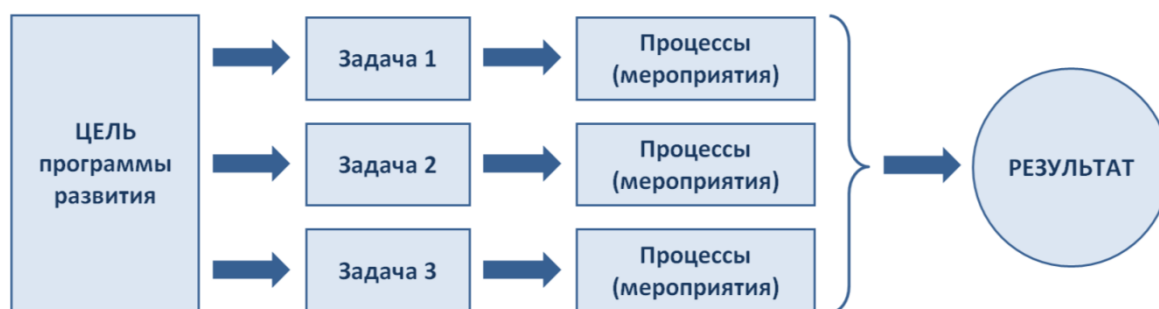 ЦЕЛЬ
программы
развития
Задача 1
Процессы
(мероприятия)
Задача 2
Процессы
(мероприятия)
Задача 3
Процессы
(мероприятия)
РЕЗУЛЬТАТ